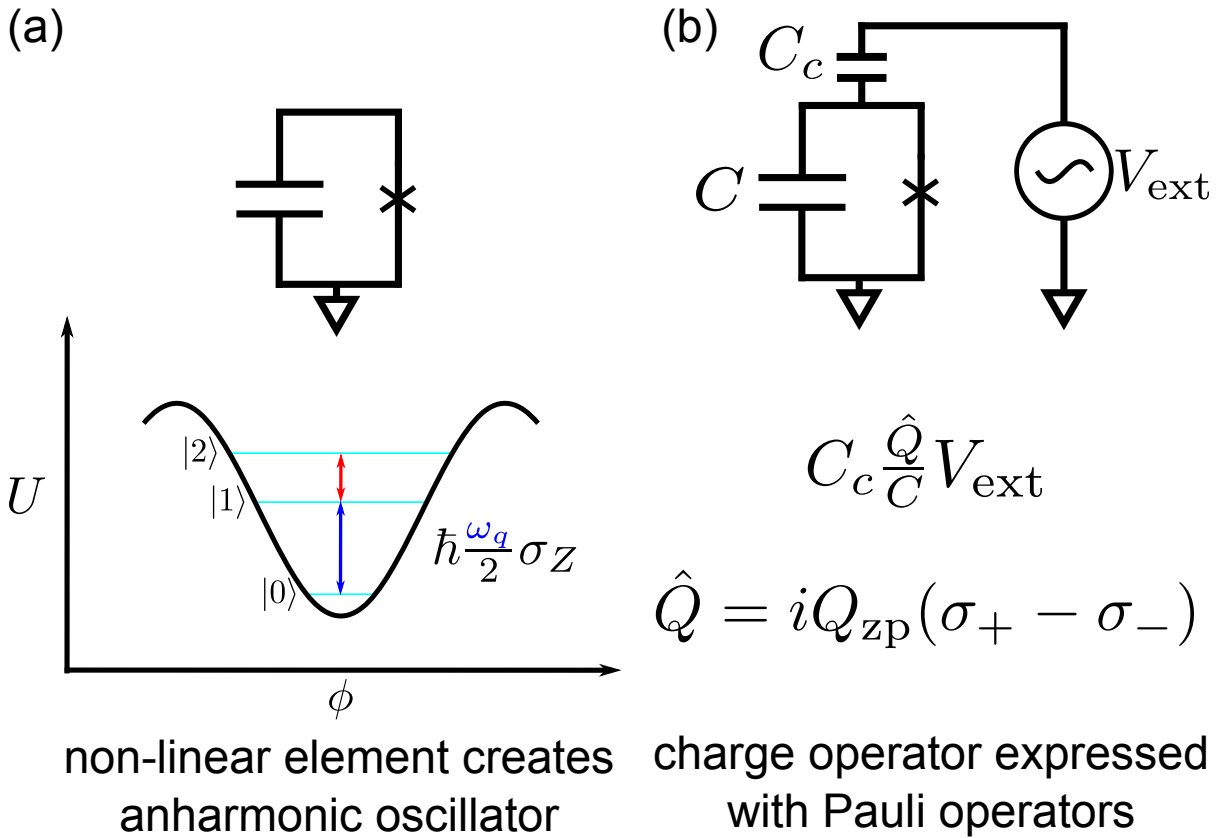 (a)
(b)
C_c
C
V_ext
U
|2⟩
|1⟩
|0⟩
ħ ω_q/2 σ_Z
ϕ
C_c Q̂/C V_ext
Q̂ = iQ_zp(σ_+ − σ_−)
non-linear element creates
anharmonic oscillator
charge operator expressed
with Pauli operators